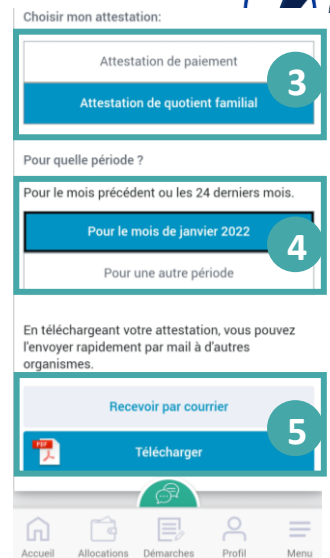 Choisir mon attestation:
Attestation de paiement
3
Attestation de quotient familial
Pour quelle période ?
Pour le mois précédent ou les 24 derniers mois.
Pour le mois de janvier 2022
4
Pour une autre période
En téléchargeant votre attestation, vous pouvez
l'envoyer rapidement par mail à d'autres
organismes.
Recevoir par courrier
5
PDF
Télécharger
Accueil
Allocations
Démarches
Profil
Menu